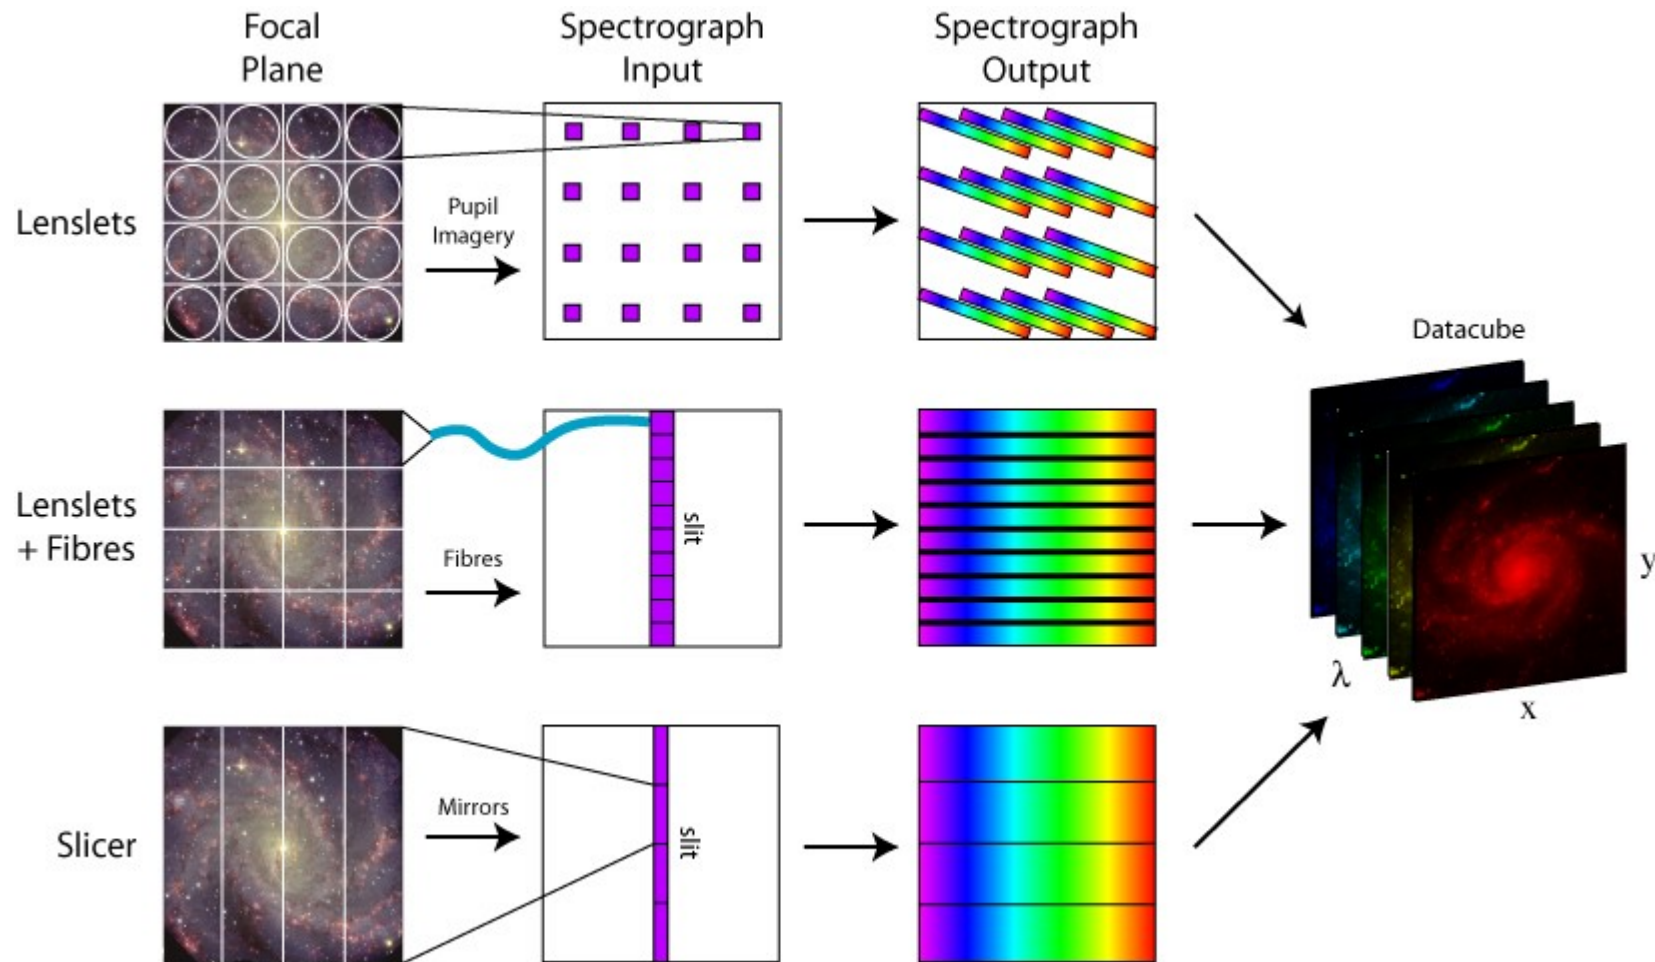 Focal
Plane
Spectrograph
Input
Spectrograph
Output
Lenslets
Pupil
Imagery
Datacube
Lenslets
+ Fibres
Fibres
slit
y
λ
x
Slicer
Mirrors
slit